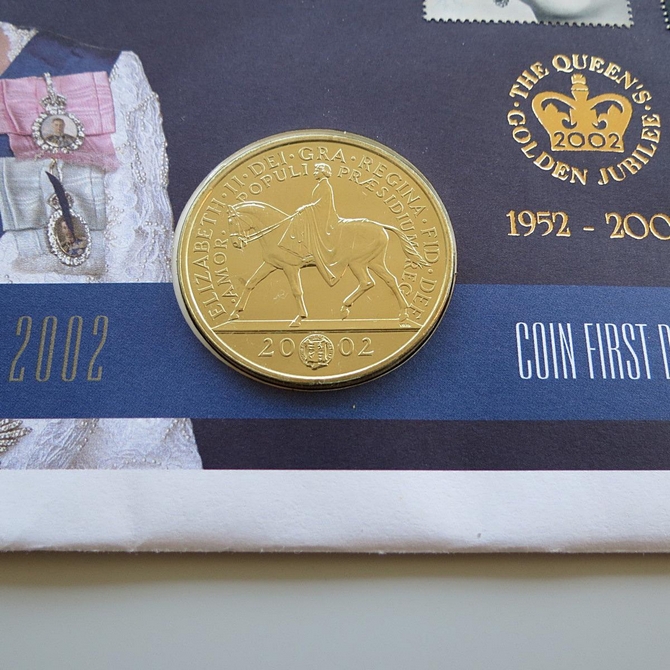 THE QUEEN'S
GOLDEN JUBILEE
2002
1952 - 200
ELIZABETH·II·DEI·GRA·REGINA·FID·DEF
·AMOR·POPULI·PRÆSIDIUM·REG·
20 02
2002
COIN FIRST D